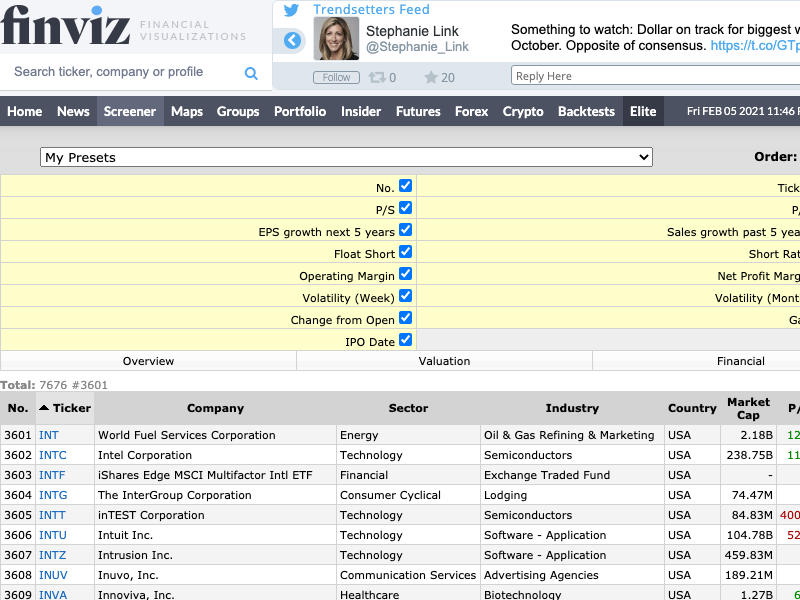 finviz FINANCIAL
VISUALIZATIONS
Search ticker, company or profile
Trendsetters Feed
Stephanie Link
@Stephanie_Link
Follow 0 20
Something to watch: Dollar on track for biggest w
October. Opposite of consensus. https://t.co/GTp
Reply Here
Home News Screener Maps Groups Portfolio Insider Futures Forex Crypto Backtests Elite Fri FEB 05 2021 11:46
My Presets Order:
No. Tick
P/S P/
EPS growth next 5 years Sales growth past 5 yea
Float Short Short Rat
Operating Margin Net Profit Marg
Volatility (Week) Volatility (Mont
Change from Open Ga
IPO Date
Overview Valuation Financial
Total: 7676 #3601
No. Ticker Company Sector Industry Country Market Cap P/
3601 INT World Fuel Services Corporation Energy Oil & Gas Refining & Marketing USA 2.18B 12
3602 INTC Intel Corporation Technology Semiconductors USA 238.75B 11
3603 INTF iShares Edge MSCI Multifactor Intl ETF Financial Exchange Traded Fund USA -
3604 INTG The InterGroup Corporation Consumer Cyclical Lodging USA 74.47M
3605 INTT inTEST Corporation Technology Semiconductors USA 84.83M 400
3606 INTU Intuit Inc. Technology Software - Application USA 104.78B 52
3607 INTZ Intrusion Inc. Technology Software - Application USA 459.83M
3608 INUV Inuvo, Inc. Communication Services Advertising Agencies USA 189.21M
3609 INVA Innoviva, Inc. Healthcare Biotechnology USA 1.27B 6